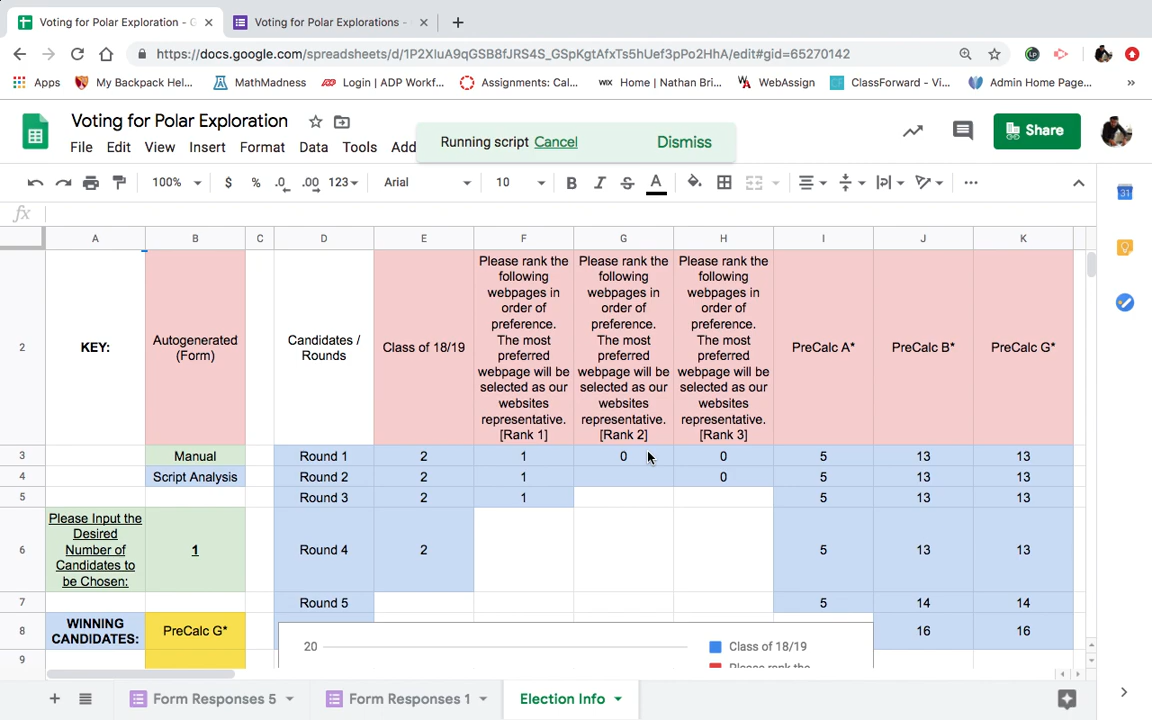 Voting for Polar Exploration - G
Voting for Polar Explorations -
https://docs.google.com/spreadsheets/d/1P2XIuA9qGSB8fJRS4S_GSpKgtAfxTs5hUef3pPo2HhA/edit#gid=65270142
Apps
My Backpack Hel...
MathMadness
Login | ADP Workf...
Assignments: Cal...
WIX
Home | Nathan Bri...
WebAssign
ClassForward - Vi...
Admin Home Page...
»
Voting for Polar Exploration
File Edit View Insert Format Data Tools Add
Running script Cancel Dismiss
Share
100% $ % .0 .00 123 Arial 10 B I S A
31
fx
A B C D E F G H I J K
2
KEY:
Autogenerated
(Form)
Candidates /
Rounds
Class of 18/19
Please rank the
following
webpages in
order of
preference.
The most
preferred
webpage will be
selected as our
websites
representative.
[Rank 1]
Please rank the
following
webpages in
order of
preference.
The most
preferred
webpage will be
selected as our
websites
representative.
[Rank 2]
Please rank the
following
webpages in
order of
preference.
The most
preferred
webpage will be
selected as our
websites
representative.
[Rank 3]
PreCalc A*
PreCalc B*
PreCalc G*
3 Manual Round 1 2 1 0 0 5 13 13
4 Script Analysis Round 2 2 1 0 5 13 13
5 Round 3 2 1 5 13 13
6
Please Input the
Desired
Number of
Candidates to
be Chosen:
1
Round 4 2 5 13 13
7 Round 5 5 14 14
8
WINNING
CANDIDATES:
PreCalc G*
16 16
20
Class of 18/19
Please rank the
9
Form Responses 5
Form Responses 1
Election Info